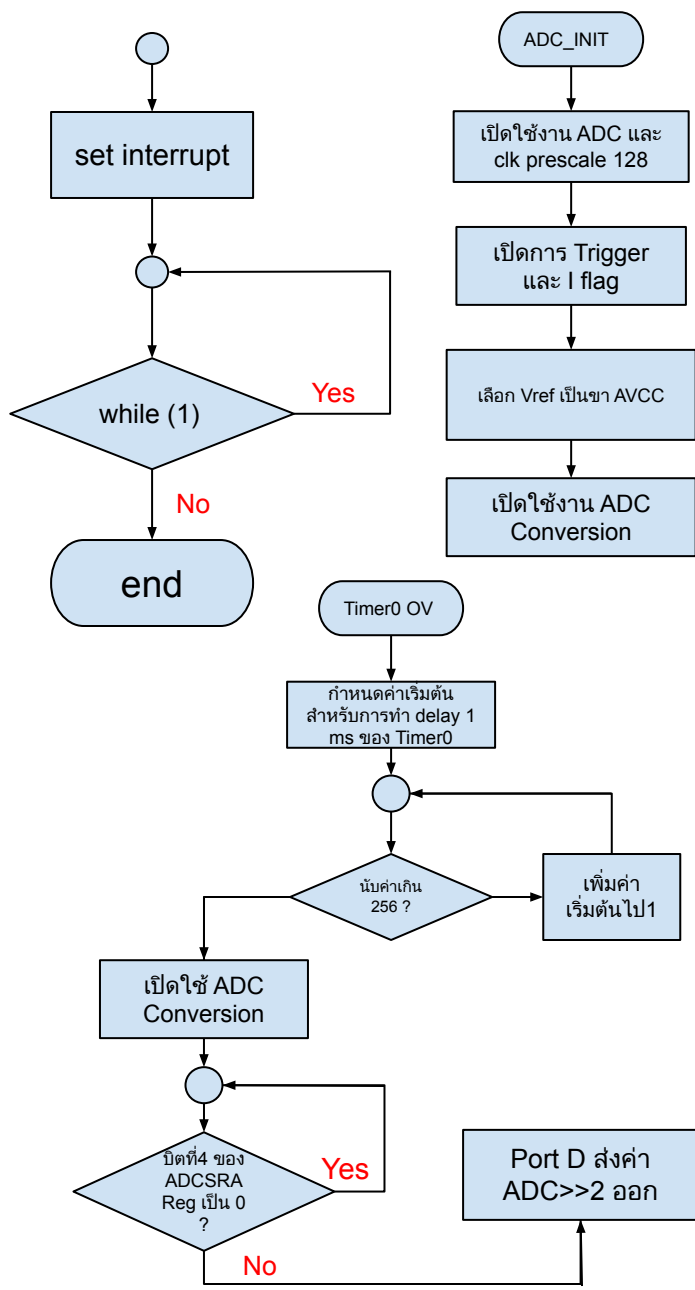 set interrupt
while (1)
Yes
No
end
ADC_INIT
เปิดใช้งาน ADC และ
clk prescale 128
เปิดการ Trigger
และ I flag
เลือก Vref เป็นขา AVCC
เปิดใช้งาน ADC
Conversion
Timer0 OV
กำหนดค่าเริ่มต้น
สำหรับการทำ delay 1
ms ของ Timer0
นับค่าเกิน
256 ?
เพิ่มค่า
เริ่มต้นไป1
เปิดใช้ ADC
Conversion
บิตที่4 ของ
ADCSRA
Reg เป็น 0
?
Yes
No
Port D ส่งค่า
ADC>>2 ออก